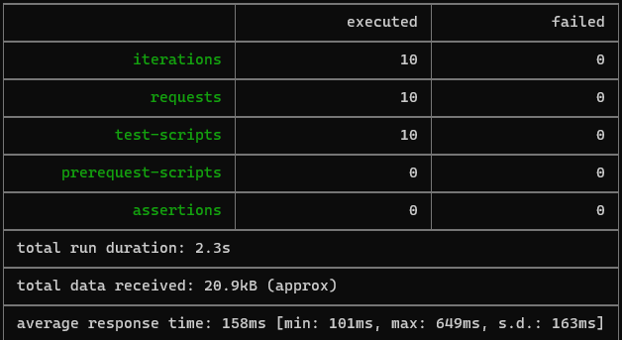 executed failed
iterations 10 0
requests 10 0
test-scripts 10 0
prerequest-scripts 0 0
assertions 0 0
total run duration: 2.3s
total data received: 20.9kB (approx)
average response time: 158ms [min: 101ms, max: 649ms, s.d.: 163ms]